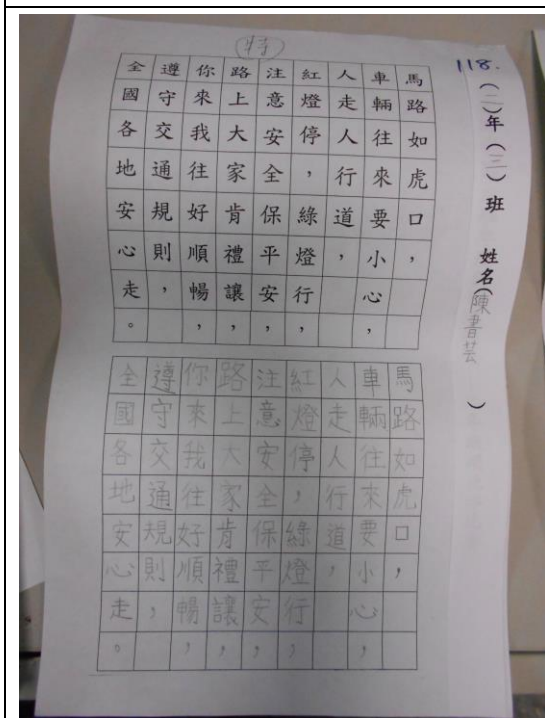 (特)
118.
(二)年(三)班 姓名(陳書芸)
馬路如虎口，
車輛往來要小心，
人走人行道，
紅燈停，綠燈行，
注意安全保平安，
路上大家肯禮讓，
你來我往好順暢，
遵守交通規則，
全國各地安心走。
馬路如虎口，
車輛往來要小心，
人走人行道，
紅燈停，綠燈行，
注意安全保平安，
路上大家肯禮讓，
你來我往好順暢，
遵守交通規則，
全國各地安心走。